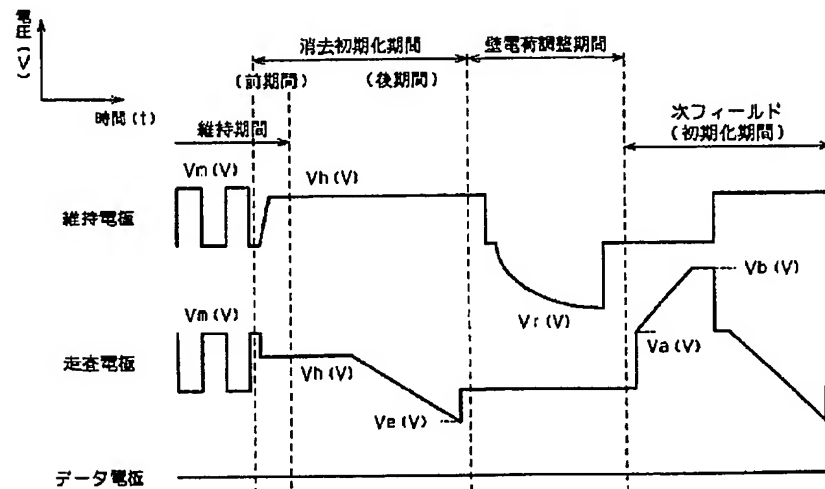 電圧(V)
時間(t)
消去初期化期間
壁電荷調整期間
(前期間)
(後期間)
維持期間
次フィールド
(初期化期間)
Vm(V)
Vh(V)
維持電極
Vr(V)
Vb(V)
Vm(V)
Va(V)
走査電極
Vh(V)
Ve(V)
データ電極